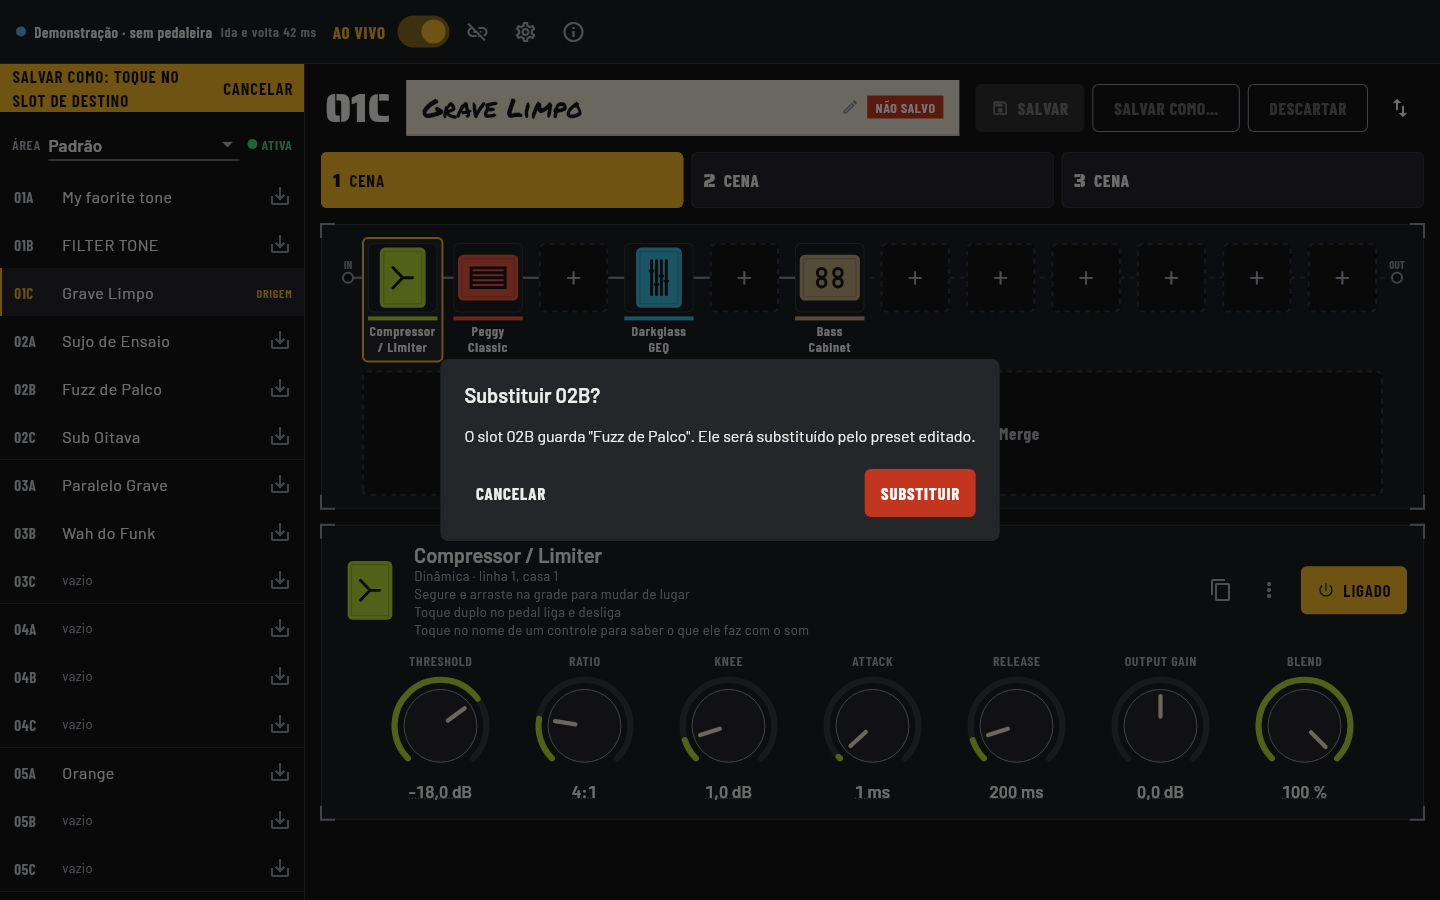 Demonstração · sem pedaleira Ida e volta 42 ms AO VIVO
SALVAR COMO: TOQUE NO
SLOT DE DESTINO
CANCELAR
ÁREA Padrão ATIVA
01A My faorite tone
01B FILTER TONE
01C Grave Limpo ORIGEM
02A Sujo de Ensaio
02B Fuzz de Palco
02C Sub Oitava
03A Paralelo Grave
03B Wah do Funk
03C vazio
04A vazio
04B vazio
04C vazio
05A Orange
05B vazio
05C vazio
01C Grave Limpo NÃO SALVO SALVAR SALVAR COMO... DESCARTAR
1 CENA 2 CENA 3 CENA
IN OUT
+ + + + + + + +
88
Compressor
/ Limiter
Peggy
Classic
Darkglass
GEQ
Bass
Cabinet
Merge
Substituir 02B?
O slot 02B guarda "Fuzz de Palco". Ele será substituído pelo preset editado.
CANCELAR SUBSTITUIR
Compressor / Limiter
Dinâmica · linha 1, casa 1
Segure e arraste na grade para mudar de lugar
Toque duplo no pedal liga e desliga
Toque no nome de um controle para saber o que ele faz com o som
LIGADO
THRESHOLD RATIO KNEE ATTACK RELEASE OUTPUT GAIN BLEND
-18,0 dB 4:1 1,0 dB 1 ms 200 ms 0,0 dB 100 %